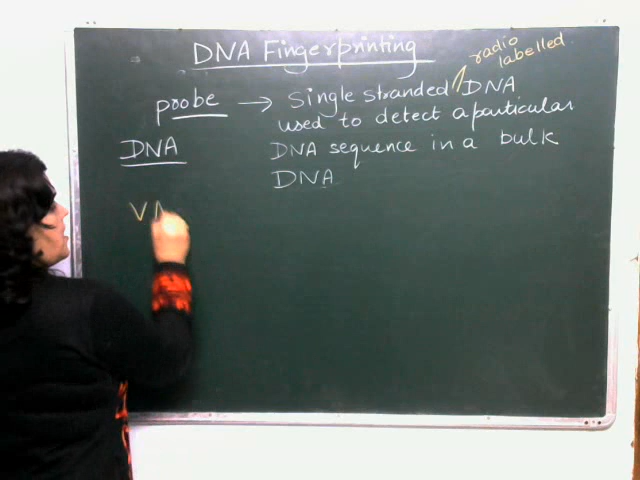 DNA Fingerprinting
radio labelled.
poobe → Single stranded / DNA
used to detect a particular
DNA DNA sequence in a bulk
DNA
V